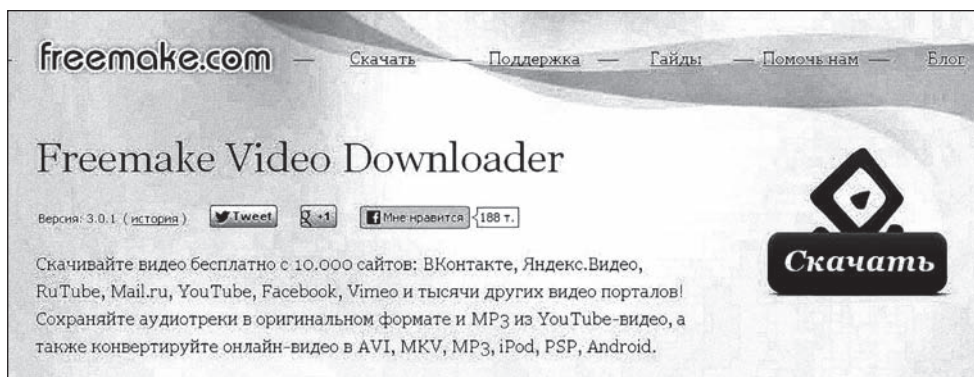 freemake.com — Скачать — Поддержка — Гайды — Помочь нам — Блог
Freemake Video Downloader
Версия: 3.0.1 ( история ) Tweet g +1 Мне нравится 188 т.
Скачать
Скачивайте видео бесплатно с 10.000 сайтов: ВКонтакте, Яндекс.Видео,
RuTube, Mail.ru, YouTube, Facebook, Vimeo и тысячи других видео порталов!
Сохраняйте аудиотреки в оригинальном формате и MP3 из YouTube-видео, а
также конвертируйте онлайн-видео в AVI, MKV, MP3, iPod, PSP, Android.